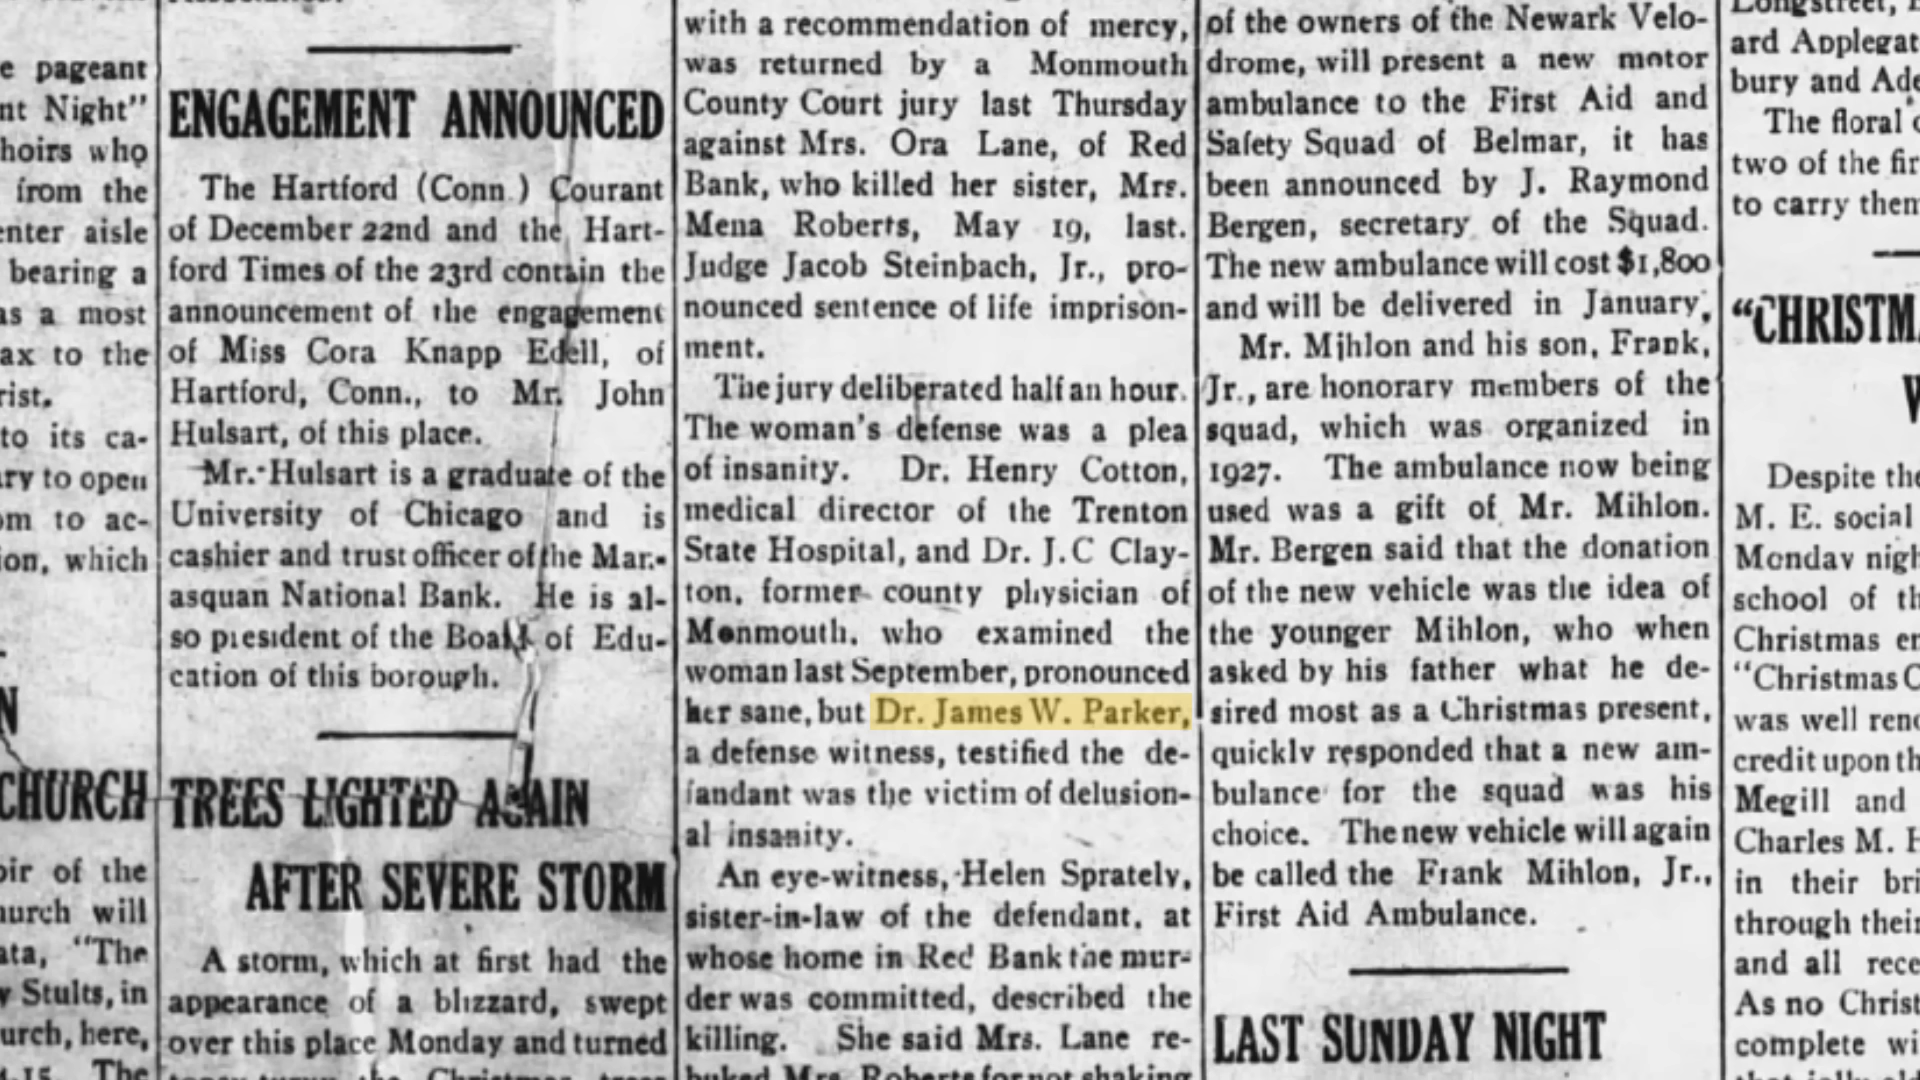 e pageant
nt Night"
hoirs who
from the
enter aisle
bearing a
as a most
ax to the
rist.
to its ca-
ry to open
om to ac-
ion, which
N
CHURCH
oir of the
hurch will
ata, "The
y Stults, in
urch, here,
The
ENGAGEMENT ANNOUNCED
The Hartford (Conn.) Courant
of December 22nd and the Hart-
ford Times of the 23rd contain the
announcement of the engagement
of Miss Cora Knapp Edell, of
Hartford, Conn., to Mr. John
Hulsart, of this place.
Mr. Hulsart is a graduate of the
University of Chicago and is
cashier and trust officer of the Mar.-
asquan National Bank. He is al-
so president of the Board of Edu-
cation of this borough.
TREES LIGHTED AGAIN
AFTER SEVERE STORM
A storm, which at first had the
appearance of a blizzard, swept
over this place Monday and turned
with a recommendation of mercy,
was returned by a Monmouth
County Court jury last Thursday
against Mrs. Ora Lane, of Red
Bank, who killed her sister, Mrs.
Mena Roberts, May 19, last.
Judge Jacob Steinbach, Jr., pro-
nounced sentence of life imprison-
ment.
The jury deliberated half an hour.
The woman's defense was a plea
of insanity. Dr. Henry Cotton,
medical director of the Trenton
State Hospital, and Dr. J.C Clay-
ton, former county physician of
Monmouth, who examined the
woman last September, pronounced
her sane, but Dr. James W. Parker,
a defense witness, testified the de-
fandant was the victim of delusion-
al insanity.
An eye-witness, Helen Sprately,
sister-in-law of the defendant, at
whose home in Red Bank the mur-
der was committed, described the
killing. She said Mrs. Lane re-
buked Mrs. Roberts for not shaking
of the owners of the Newark Velo-
drome, will present a new motor
ambulance to the First Aid and
Safety Squad of Belmar, it has
been announced by J. Raymond
Bergen, secretary of the Squad.
The new ambulance will cost $1,800
and will be delivered in January.
Mr. Mihlon and his son, Frank,
Jr., are honorary members of the
squad, which was organized in
1927. The ambulance now being
used was a gift of Mr. Mihlon.
Mr. Bergen said that the donation
of the new vehicle was the idea of
the younger Mihlon, who when
asked by his father what he de-
sired most as a Christmas present,
quickly responded that a new am-
bulance for the squad was his
choice. The new vehicle will again
be called the Frank Mihlon, Jr.,
First Aid Ambulance.
LAST SUNDAY NIGHT
Longstreet,
ard Applegat
bury and Ade
The floral
two of the fir
to carry them
"CHRISTM
Despite the
M. E. social
Monday nigh
school of th
Christmas en
"Christmas C
was well rend
credit upon th
Megill and
Charles M. H
in their bri
through their
and all rece
As no Christ
complete wi